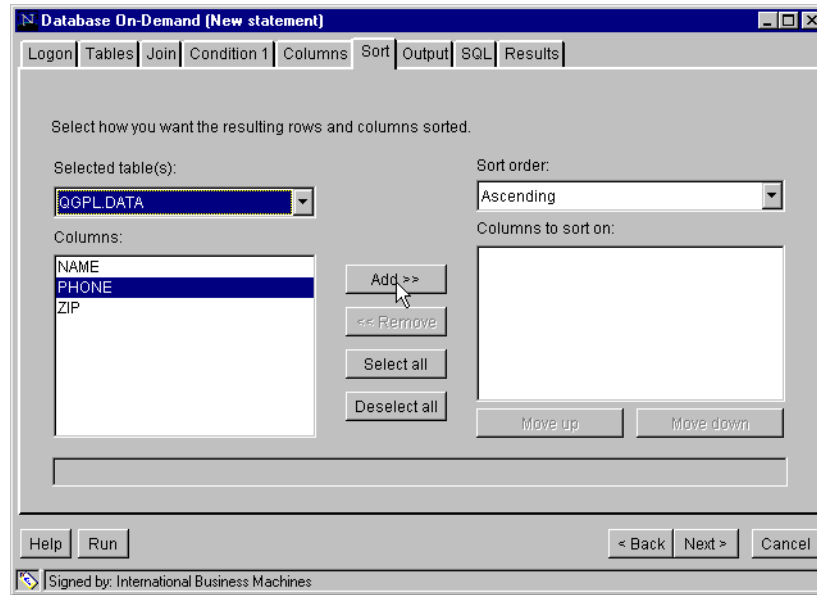 Database On-Demand (New statement)
Logon Tables Join Condition 1 Columns Sort Output SQL Results
Select how you want the resulting rows and columns sorted.
Selected table(s):
QGPL.DATA
Columns:
NAME
PHONE
ZIP
Add >>
<< Remove
Select all
Deselect all
Sort order:
Ascending
Columns to sort on:
Move up Move down
Help Run < Back Next > Cancel
Signed by: International Business Machines